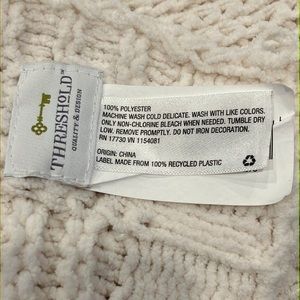 THRESHOLD™
QUALITY & DESIGN
100% POLYESTER
MACHINE WASH COLD DELICATE. WASH WITH LIKE COLORS.
ONLY NON-CHLORINE BLEACH WHEN NEEDED. TUMBLE DRY
LOW. REMOVE PROMPTLY. DO NOT IRON DECORATION.
RN 17730 VN 1154081
ORIGIN: CHINA
LABEL MADE FROM 100% RECYCLED PLASTIC